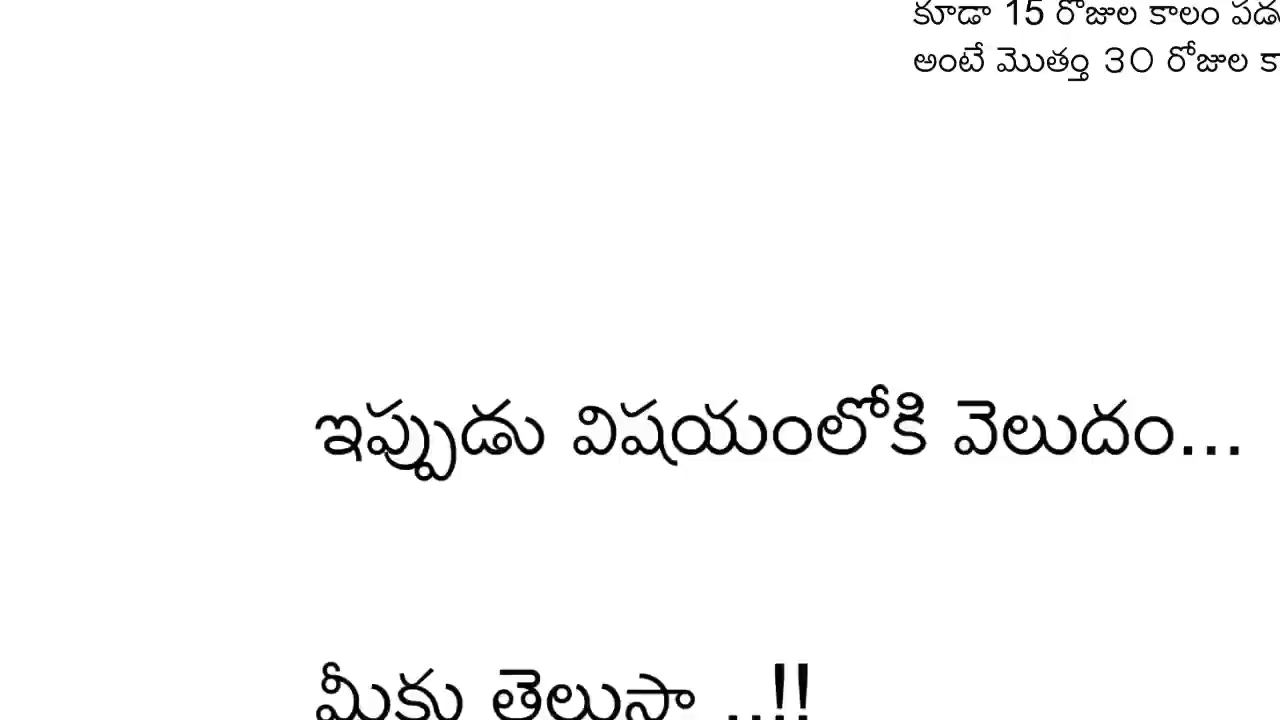 కూడా 15 రోజుల కాలం
అంటే మొత్తం 30 రోజుల
ఇప్పుడు విషయంలోకి వెలుదం...
మీకు తెలుసా ..!!